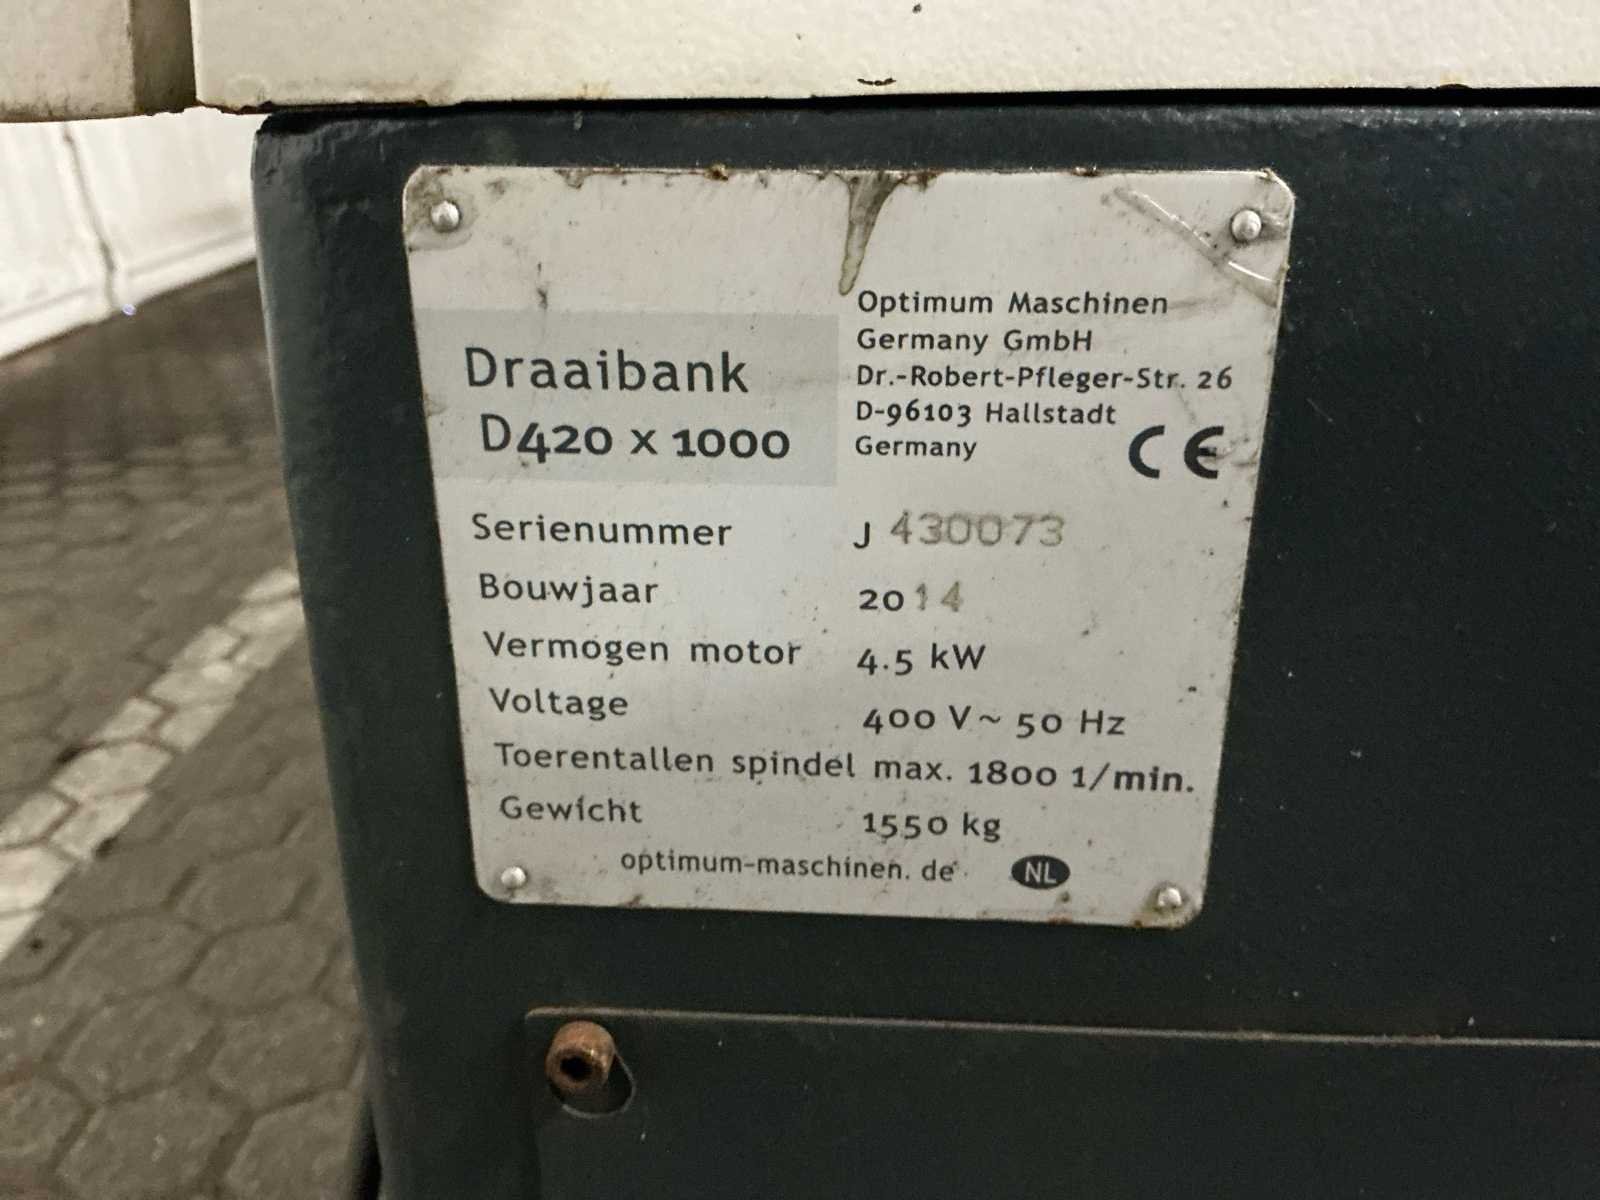 Optimum Maschinen
Germany GmbH
Dr.-Robert-Pfleger-Str. 26
D-96103 Hallstadt
Germany
CE
Draaibank
D420 x 1000
Serienummer J 430073
Bouwjaar 2014
Vermogen motor 4.5 kW
Voltage 400 V~ 50 Hz
Toerentallen spindel max. 1800 1/min.
Gewicht 1550 kg
optimum-maschinen.de NL